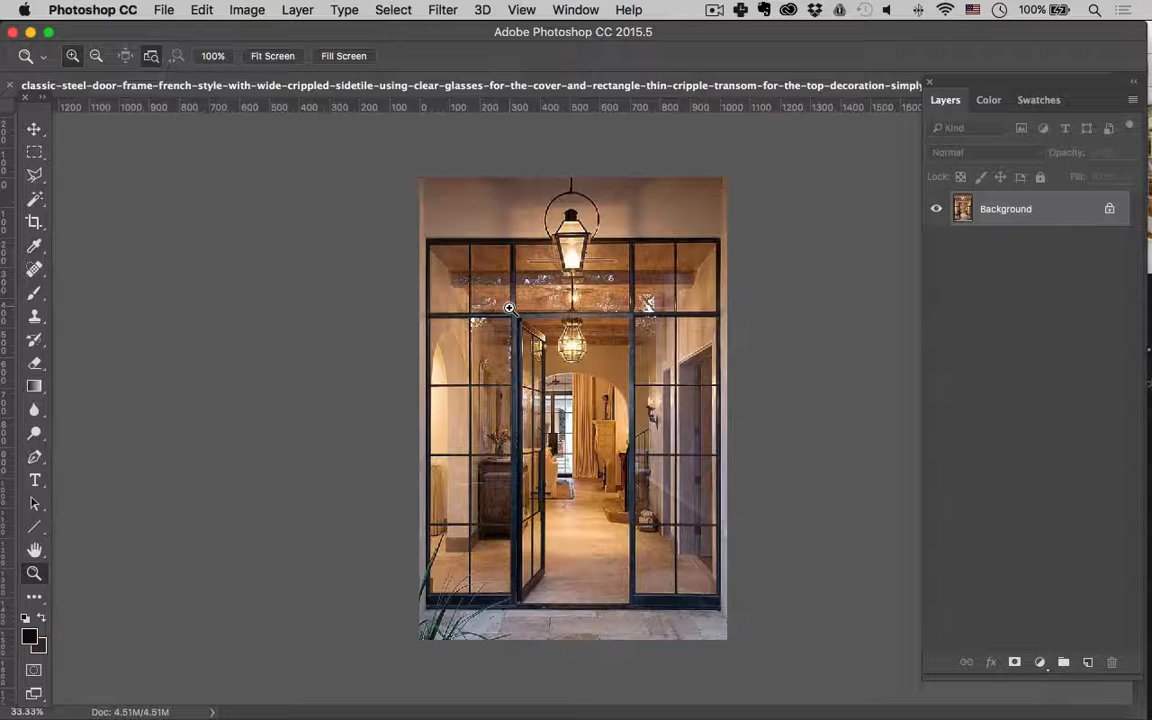 Photoshop CC File Edit Image Layer Type Select Filter 3D View Window Help 100%
Adobe Photoshop CC 2015.5
100% Fit Screen Fill Screen
classic-steel-door-frame-french-style-with-wide-crippled-sidetile-using-clear-glasses-for-the-cover-and-rectangle-thin-cripple-transom-for-the-top-decoration-simply
1200 1100 1000 900 800 700 600 500 400 300 200 100 0 100 200 300 400 500 600 700 800 900 1000 1100 1200 1300 1400 1500
Layers Color Swatches
Kind
Normal Opacity:
Lock: Fill:
Background
33.33% Doc: 4.51M/4.51M